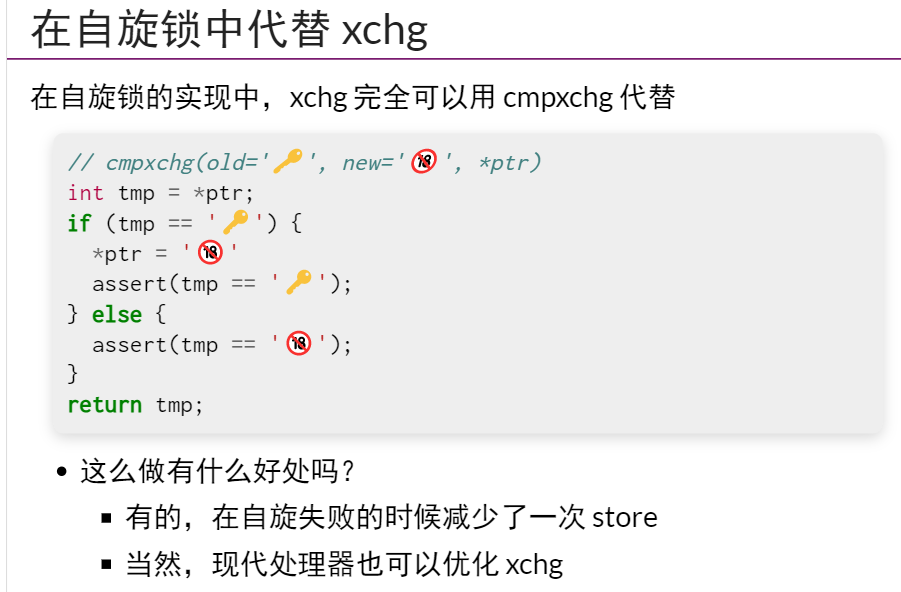 在自旋锁中代替 xchg
在自旋锁的实现中，xchg 完全可以用 cmpxchg 代替
// cmpxchg(old='🔑', new='🔞', *ptr)
int tmp = *ptr;
if (tmp == '🔑') {
*ptr = '🔞'
assert(tmp == '🔑');
} else {
assert(tmp == '🔞');
}
return tmp;
• 这么做有什么好处吗？
▪ 有的，在自旋失败的时候减少了一次 store
▪ 当然，现代处理器也可以优化 xchg